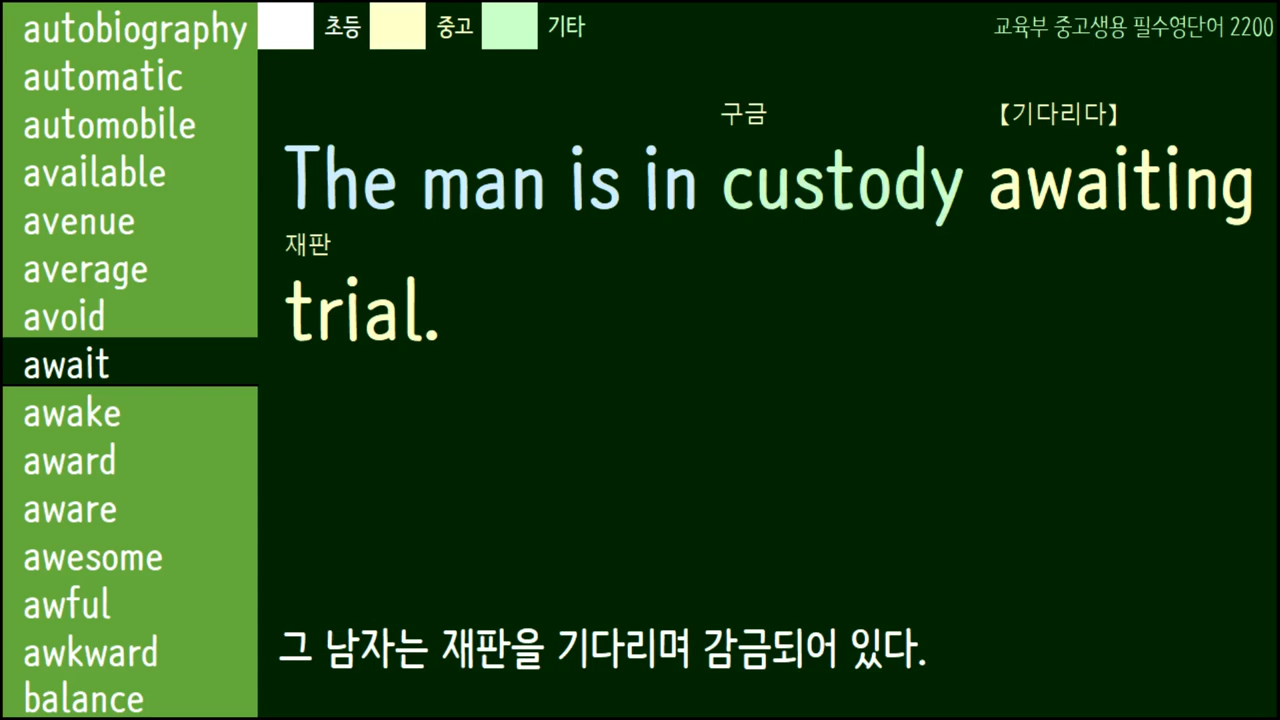 autobiography
automatic
automobile
available
avenue
average
avoid
await
awake
award
aware
awesome
awful
awkward
balance
초등 중고 기타
교육부 중고생용 필수영단어 2200
구금 【기다리다】
The man is in custody awaiting
재판
trial.
그 남자는 재판을 기다리며 감금되어 있다.